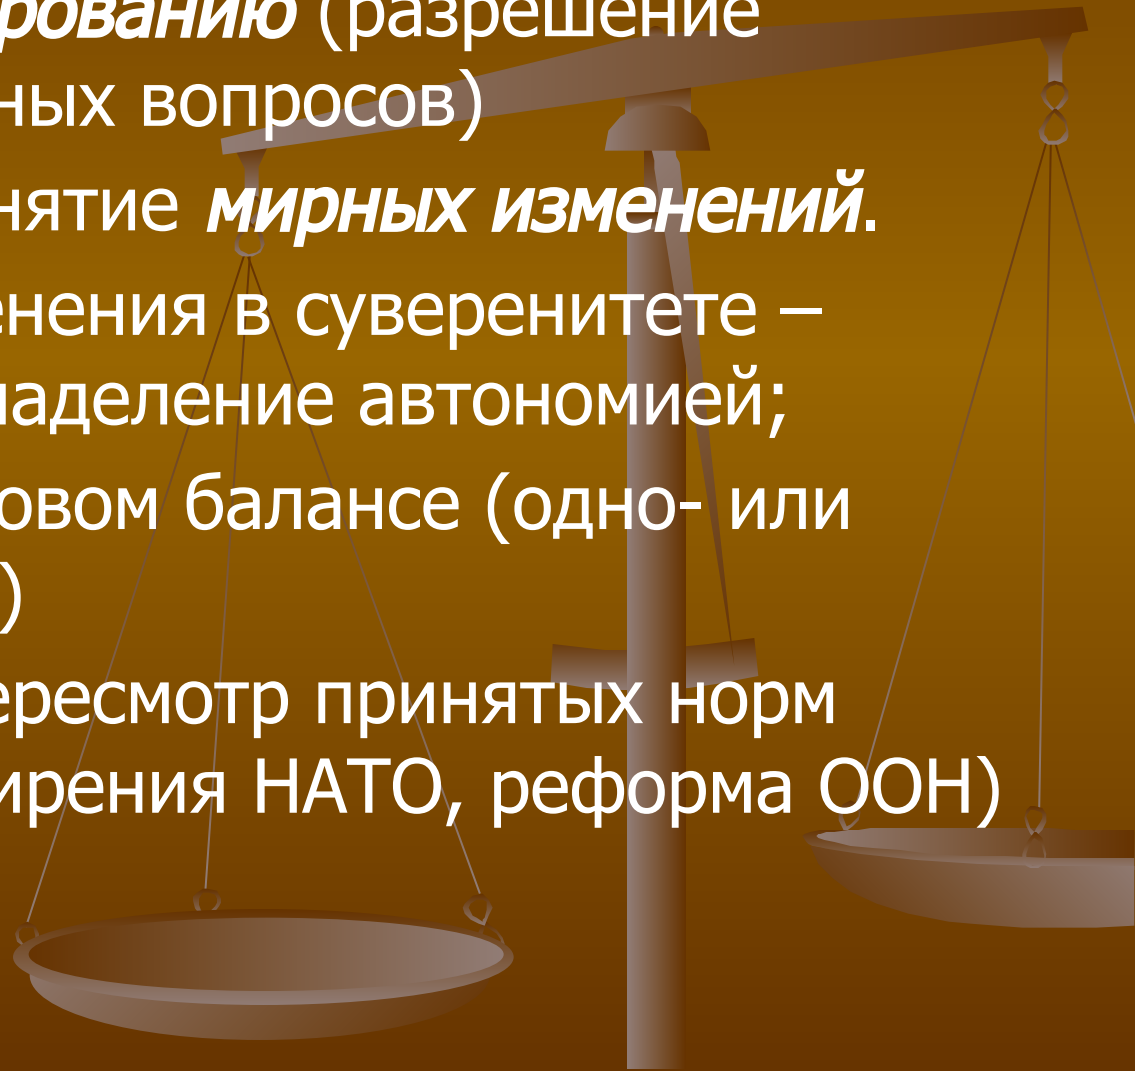 рованию (разрешение
ных вопросов)
нятие мирных изменений.
енения в суверенитете –
наделение автономией;
овом балансе (одно- или
)
ересмотр принятых норм
ирения НАТО, реформа ООН)